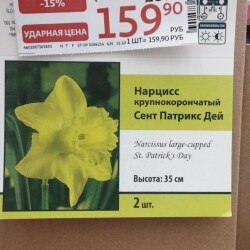 -15%
УДАРНАЯ ЦЕНА
159 90
РУБ
1 ШТ= 159,90 РУБ
Нарцисс
крупнокорончатый
Сент Патрикс Дей
Narcissus large-cupped
St. Patrick's Day
Высота: 35 см
2 шт.